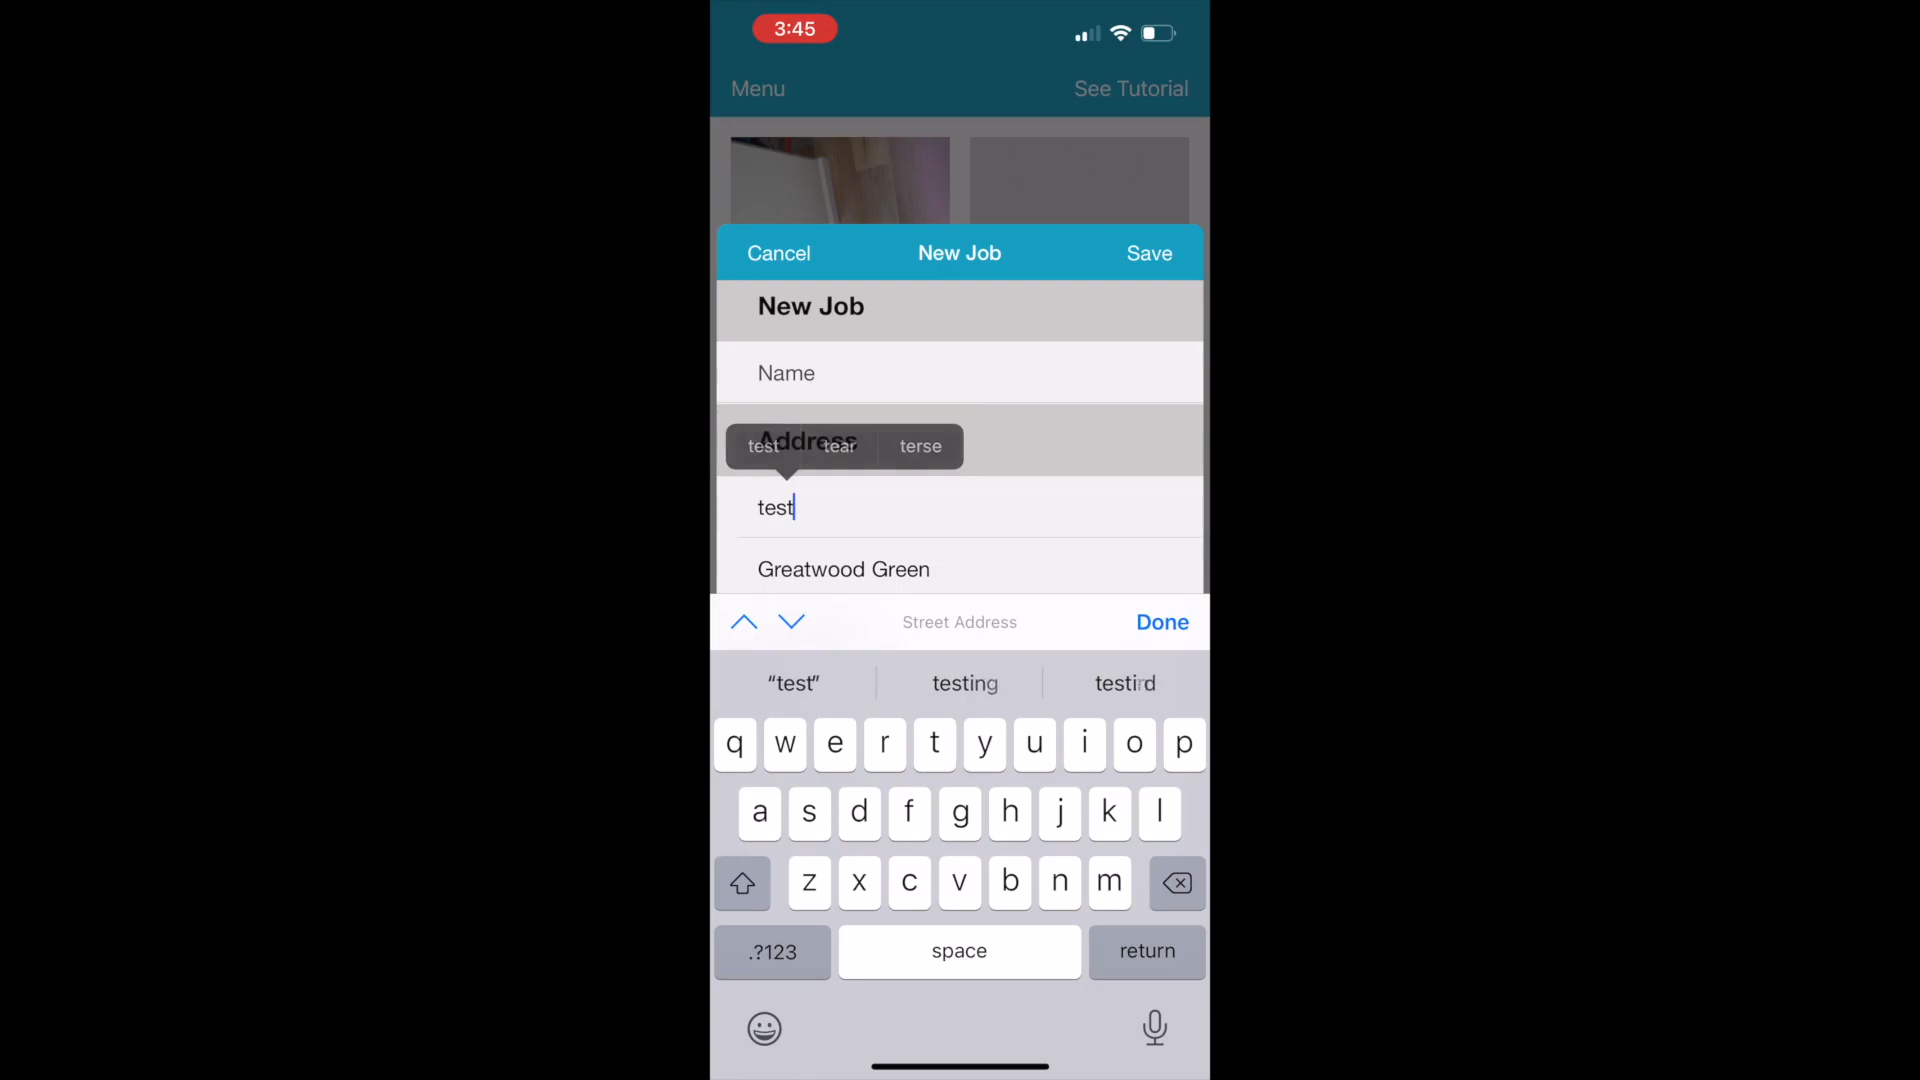 3:45
Menu See Tutorial
Cancel New Job Save
New Job
Name
Address
test tear terse
test
Greatwood Green
Street Address Done
“test” testing
q w e r t y u i o p
a s d f g h j k l
z x c v b n m
.?123 space return